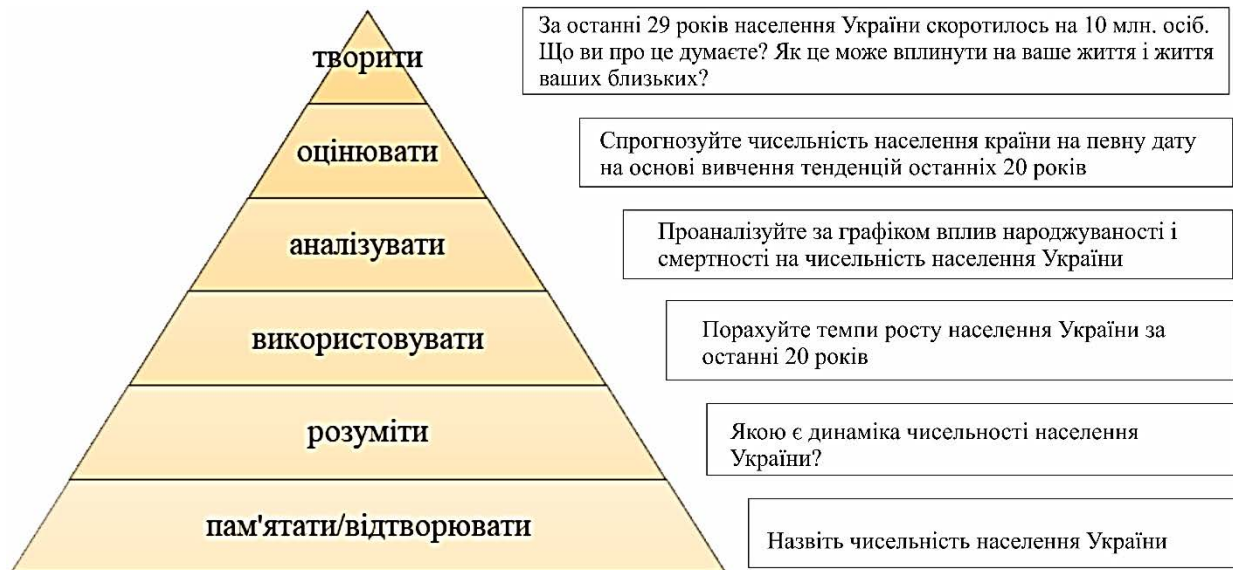 творити
За останні 29 років населення України скоротилось на 10 млн. осіб.
Що ви про це думаєте? Як це може вплинути на ваше життя і життя
ваших близьких?
оцінювати
Спрогнозуйте чисельність населення країни на певну дату
на основі вивчення тенденцій останніх 20 років
аналізувати
Проаналізуйте за графіком вплив народжуваності і
смертності на чисельність населення України
використовувати
Порахуйте темпи росту населення України за
останні 20 років
розуміти
Якою є динаміка чисельності населення
України?
пам'ятати/відтворювати
Назвіть чисельність населення України